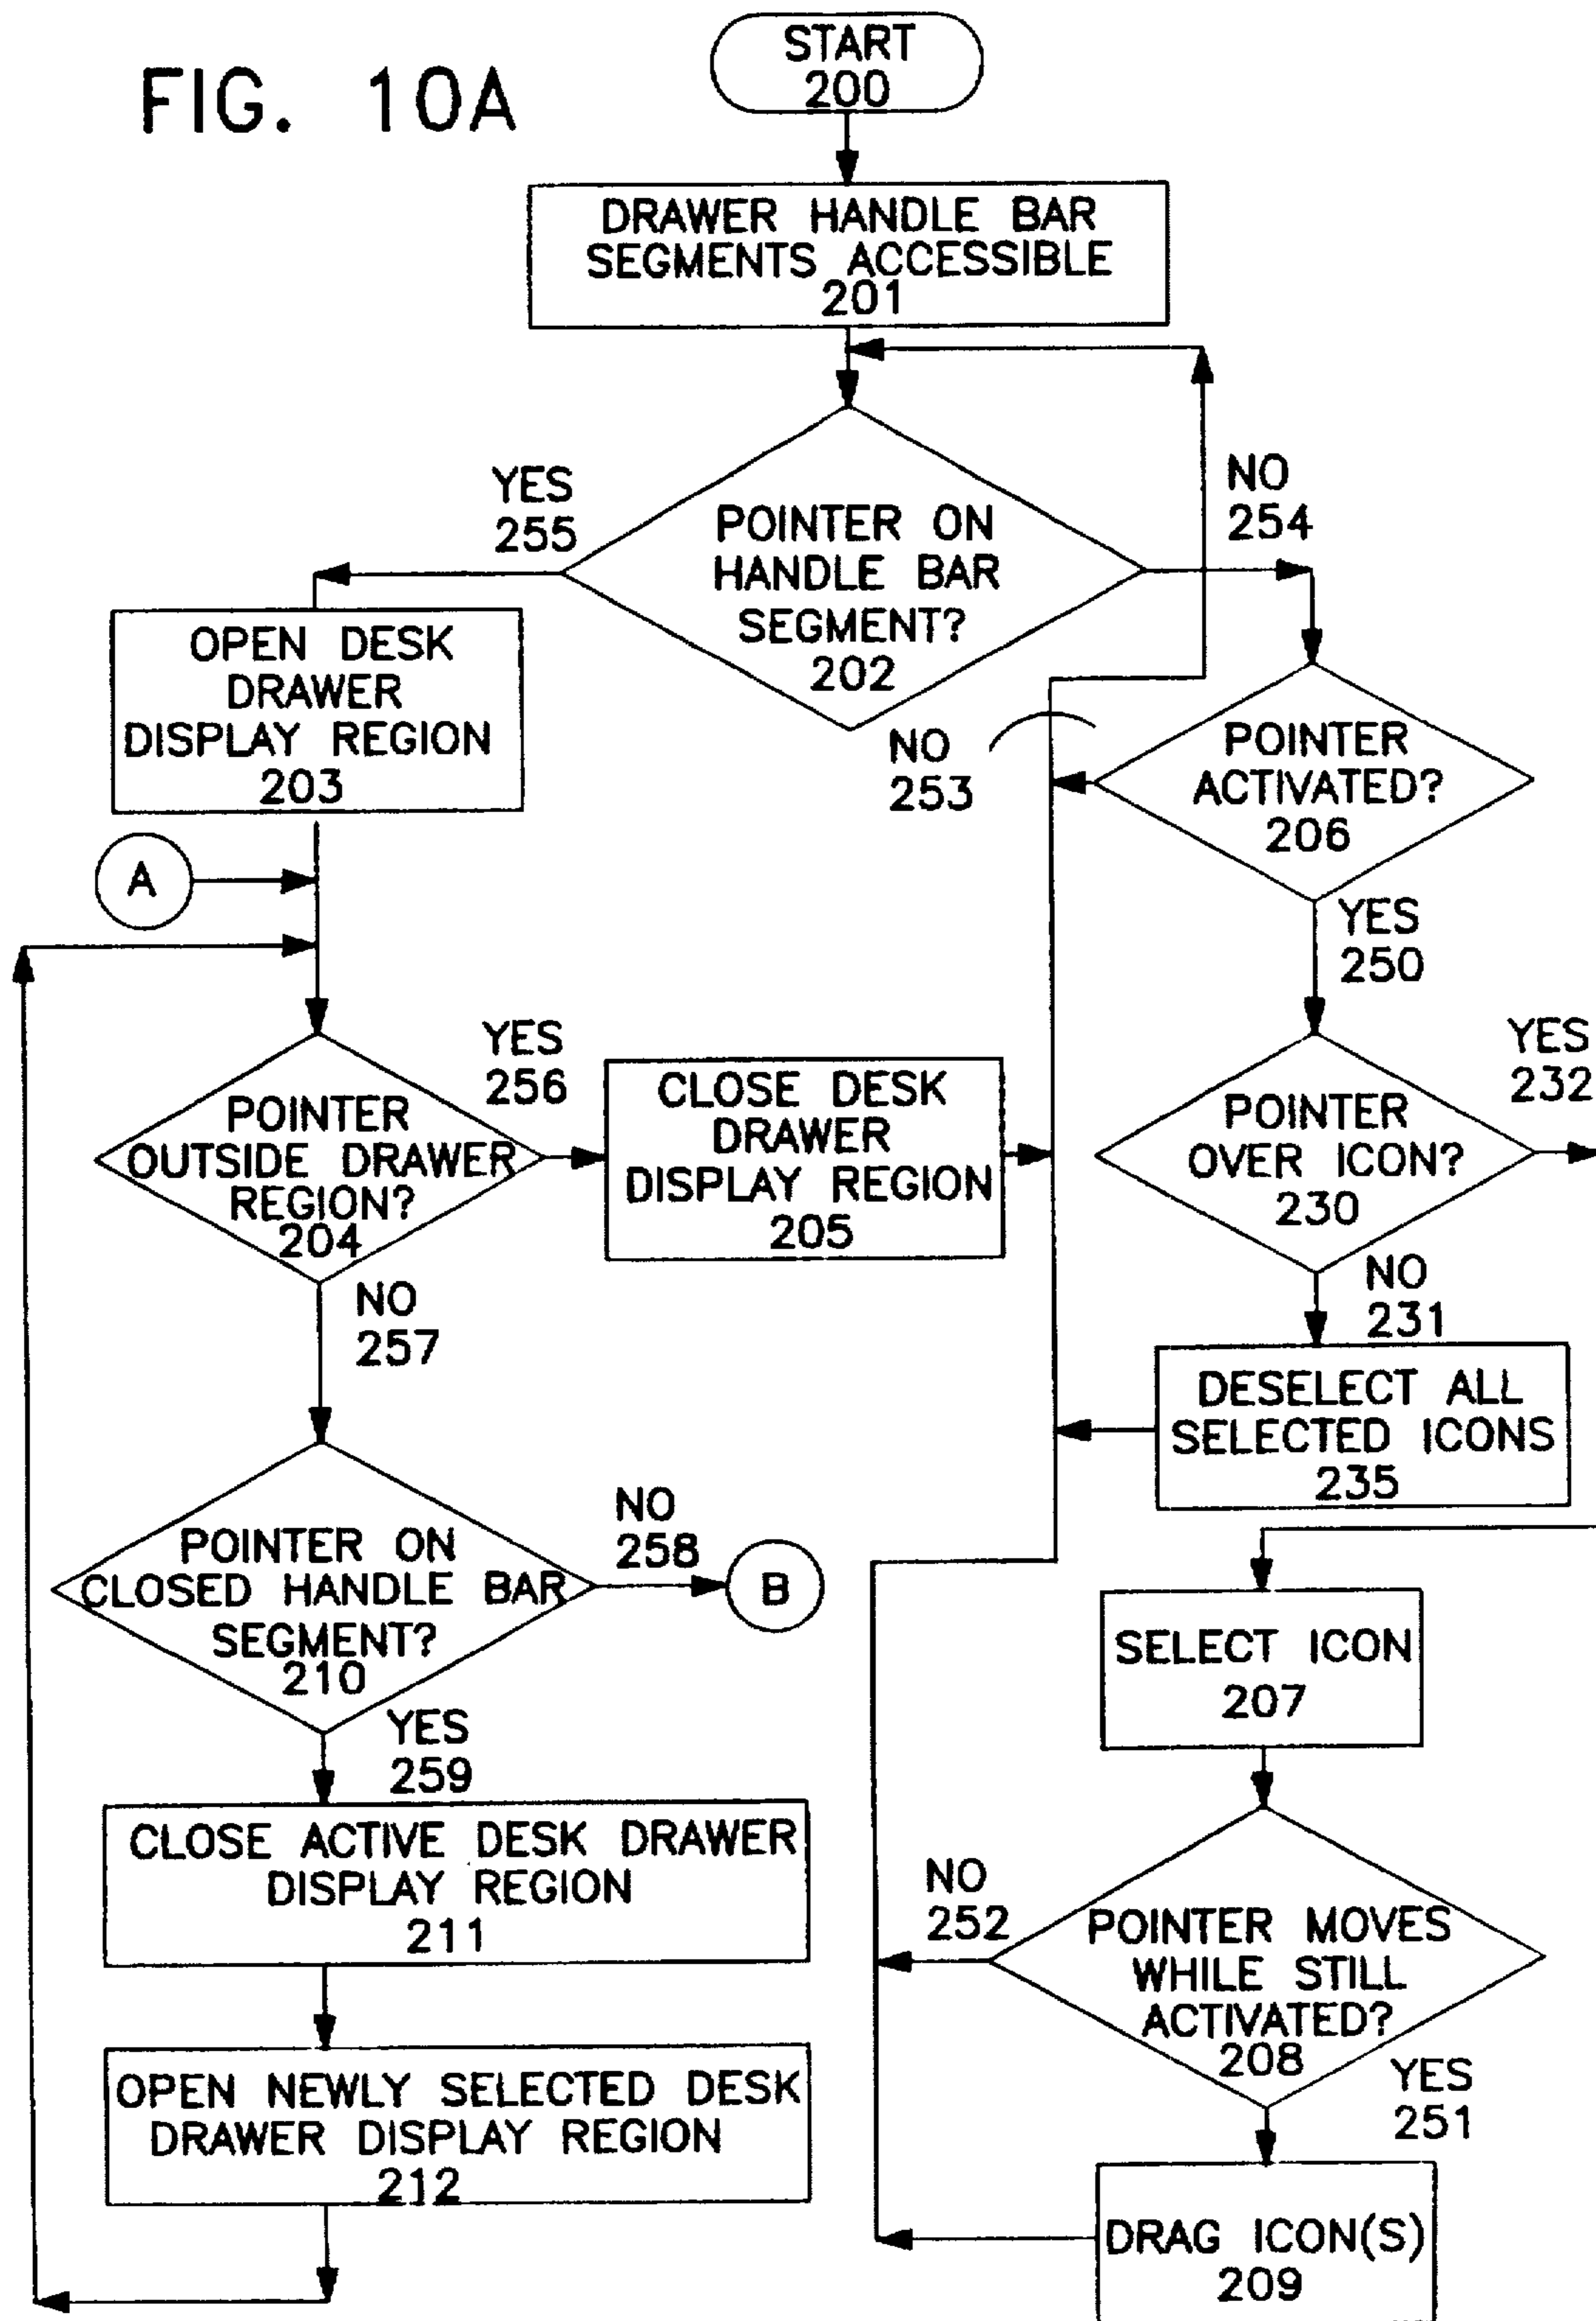 FIG. 10A
START
200
DRAWER HANDLE BAR
SEGMENTS ACCESSIBLE
201
YES
255
POINTER ON
HANDLE BAR
SEGMENT?
202
NO
254
OPEN DESK
DRAWER
DISPLAY REGION
203
NO
253
POINTER
ACTIVATED?
206
A
YES
250
POINTER
OUTSIDE DRAWER
REGION?
204
YES
256
CLOSE DESK
DRAWER
DISPLAY REGION
205
POINTER
OVER ICON?
230
YES
232
NO
257
NO
231
DESELECT ALL
SELECTED ICONS
235
POINTER ON
CLOSED HANDLE BAR
SEGMENT?
210
NO
258
B
SELECT ICON
207
YES
259
CLOSE ACTIVE DESK DRAWER
DISPLAY REGION
211
NO
252
POINTER MOVES
WHILE STILL
ACTIVATED?
208
YES
251
OPEN NEWLY SELECTED DESK
DRAWER DISPLAY REGION
212
DRAG ICON(S)
209